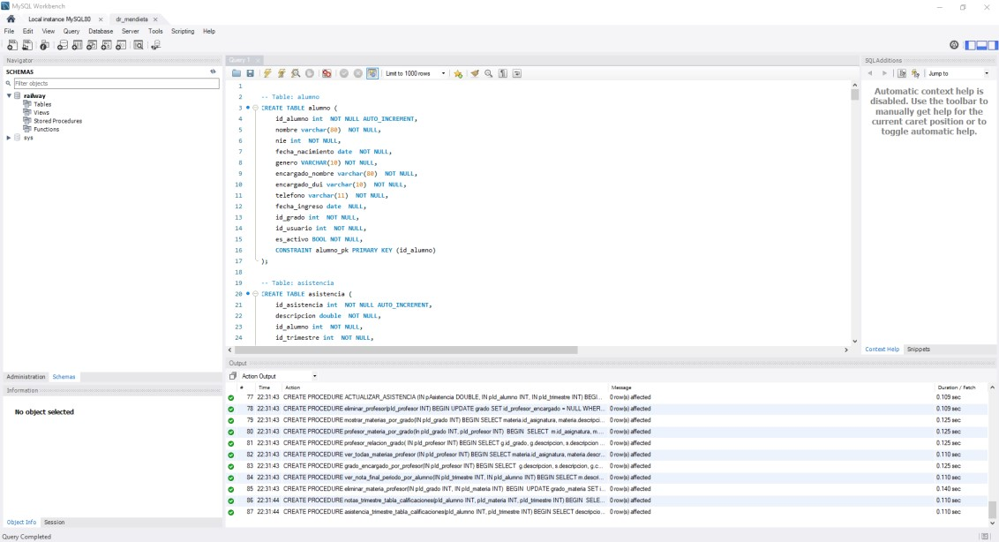 MySQL Workbench
Local instance MySQL80 × dr_mendieta ×
File Edit View Query Database Server Tools Scripting Help
Navigator
SCHEMAS
Filter objects
railway
Tables
Views
Stored Procedures
Functions
sys
Administration Schemas
Information
No object selected
Object Info Session
Query Completed
Query 1 ×
Limit to 1000 rows
1
2 -- Table: alumno
3 CREATE TABLE alumno (
4 id_alumno int NOT NULL AUTO_INCREMENT,
5 nombre varchar(80) NOT NULL,
6 nie int NOT NULL,
7 fecha_nacimiento date NOT NULL,
8 genero VARCHAR(10) NOT NULL,
9 encargado_nombre varchar(80) NOT NULL,
10 encargado_dui varchar(10) NOT NULL,
11 telefono varchar(11) NOT NULL,
12 fecha_ingreso date NULL,
13 id_grado int NOT NULL,
14 id_usuario int NOT NULL,
15 es_activo BOOL NOT NULL,
16 CONSTRAINT alumno_pk PRIMARY KEY (id_alumno)
17 );
18
19 -- Table: asistencia
20 CREATE TABLE asistencia (
21 id_asistencia int NOT NULL AUTO_INCREMENT,
22 descripcion double NOT NULL,
23 id_alumno int NOT NULL,
24 id_trimestre int NOT NULL,
SQLAdditions
Jump to
Automatic context help is
disabled. Use the toolbar to
manually get help for the
current caret position or to
toggle automatic help.
Context Help Snippets
Output
Action Output
# Time Action Message Duration / Fetch
77 22:31:43 CREATE PROCEDURE ACTUALIZAR_ASISTENCIA (IN pAsistencia DOUBLE, IN pId_alumno INT, IN pId_trimestre INT) BEGI... 0 row(s) affected 0.109 sec
78 22:31:43 CREATE PROCEDURE eliminar_profesor(pId_profesor INT) BEGIN UPDATE grado SET id_profesor_encargado = NULL WHER... 0 row(s) affected 0.109 sec
79 22:31:43 CREATE PROCEDURE mostrar_materias_por_grado(IN pId_grado INT) BEGIN SELECT materia.id_asignatura, materia.descripci... 0 row(s) affected 0.125 sec
80 22:31:43 CREATE PROCEDURE profesor_materia_por_grado(In pId_grado INT, pId_profesor INT) BEGIN SELECT m.id_asignatura, m.... 0 row(s) affected 0.125 sec
81 22:31:43 CREATE PROCEDURE profesor_relacion_grado( IN pId_profesor INT) BEGIN SELECT g.id_grado, g.descripcion, s.descripcion ... 0 row(s) affected 0.125 sec
82 22:31:43 CREATE PROCEDURE ver_todas_materias_profesor (IN pId_profesor INT) BEGIN SELECT materia.id_asignatura, materia.descr... 0 row(s) affected 0.110 sec
83 22:31:43 CREATE PROCEDURE grado_encargado_por_profesor(IN pId_profesor INT) BEGIN SELECT g.descripcion, s.descripcion, g.c... 0 row(s) affected 0.125 sec
84 22:31:43 CREATE PROCEDURE ver_nota_final_periodo_por_alumno(IN pId_trimestre INT, IN pId_alumno INT) BEGIN SELECT m.descri... 0 row(s) affected 0.110 sec
85 22:31:43 CREATE PROCEDURE eliminar_materia_profesor(IN pId_grado INT, IN pId_materia INT) BEGIN UPDATE grado_materia SET i... 0 row(s) affected 0.140 sec
86 22:31:44 CREATE PROCEDURE notas_trimestre_tabla_calificaciones(pId_alumno INT, pId_materia INT, pId_trimestre INT) BEGIN SELE... 0 row(s) affected 0.110 sec
87 22:31:44 CREATE PROCEDURE asistencia_trimestre_tabla_calificaciones(pId_alumno INT, pId_trimestre INT) BEGIN SELECT descripcio... 0 row(s) affected 0.110 sec